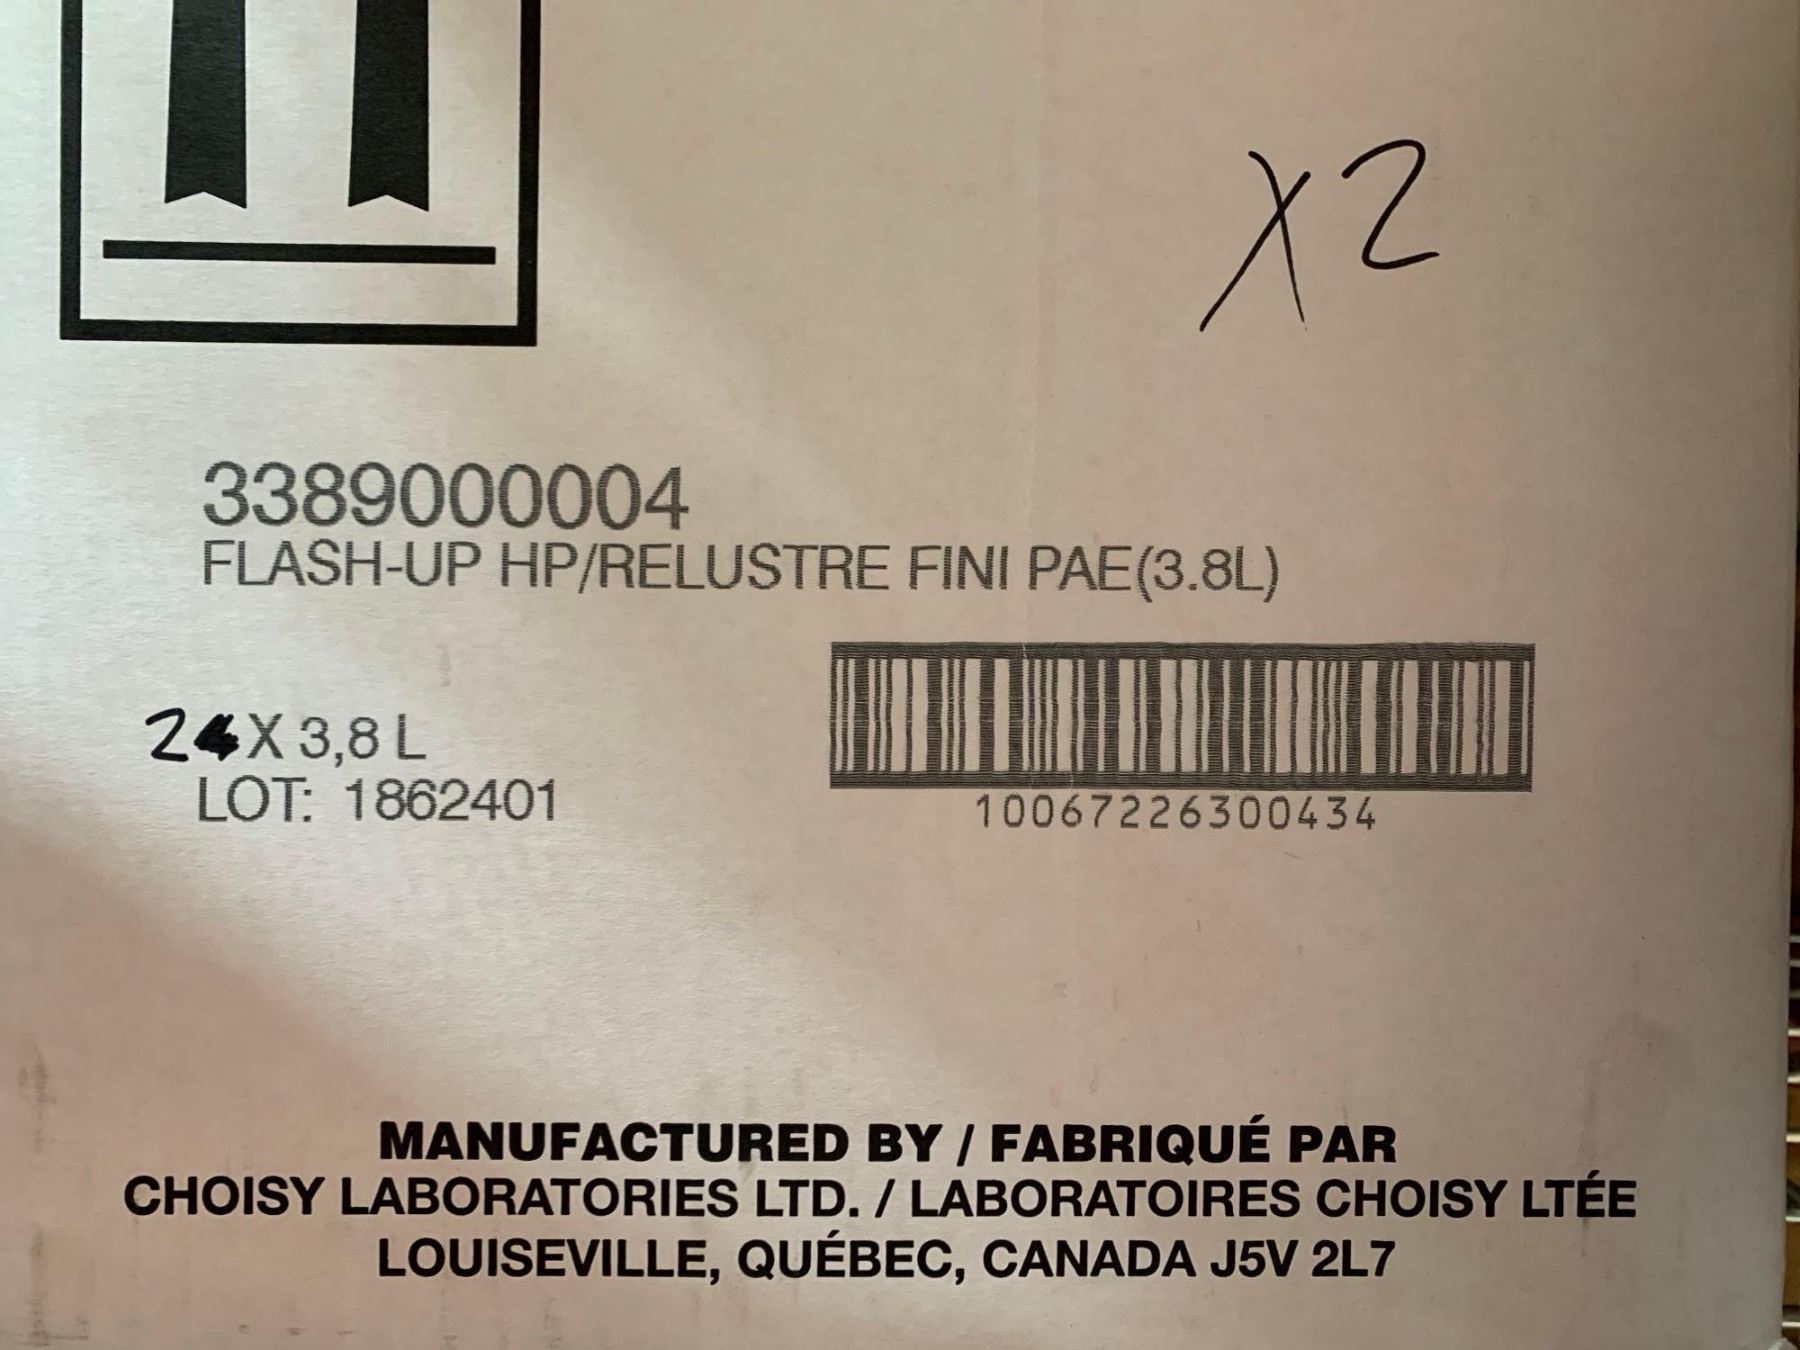 X2
3389000004
FLASH-UP HP/RELUSTRE FINI PAE(3.8L)
2 X 3,8 L
LOT: 1862401
10067226300434
MANUFACTURED BY / FABRIQUÉ PAR
CHOISY LABORATORIES LTD. / LABORATOIRES CHOISY LTÉE
LOUISEVILLE, QUÉBEC, CANADA J5V 2L7